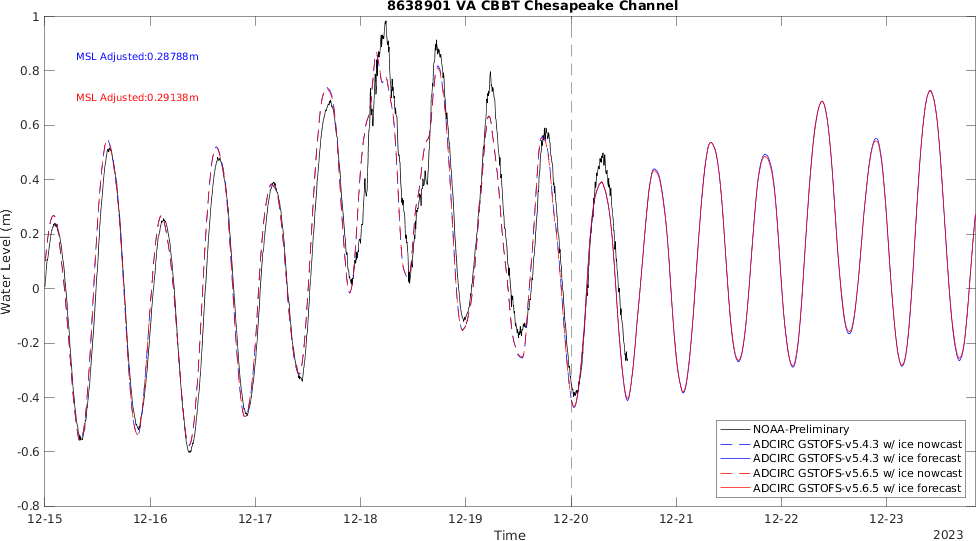 8638901 VA CBBT Chesapeake Channel
MSL Adjusted:0.28788m
MSL Adjusted:0.29138m
Water Level (m)
1
0.8
0.6
0.4
0.2
0
-0.2
-0.4
-0.6
-0.8
NOAA-Preliminary
ADCIRC GSTOFS-v5.4.3 w/ ice nowcast
ADCIRC GSTOFS-v5.4.3 w/ ice forecast
ADCIRC GSTOFS-v5.6.5 w/ ice nowcast
ADCIRC GSTOFS-v5.6.5 w/ ice forecast
12-15 12-16 12-17 12-18 12-19 12-20 12-21 12-22 12-23
Time
2023